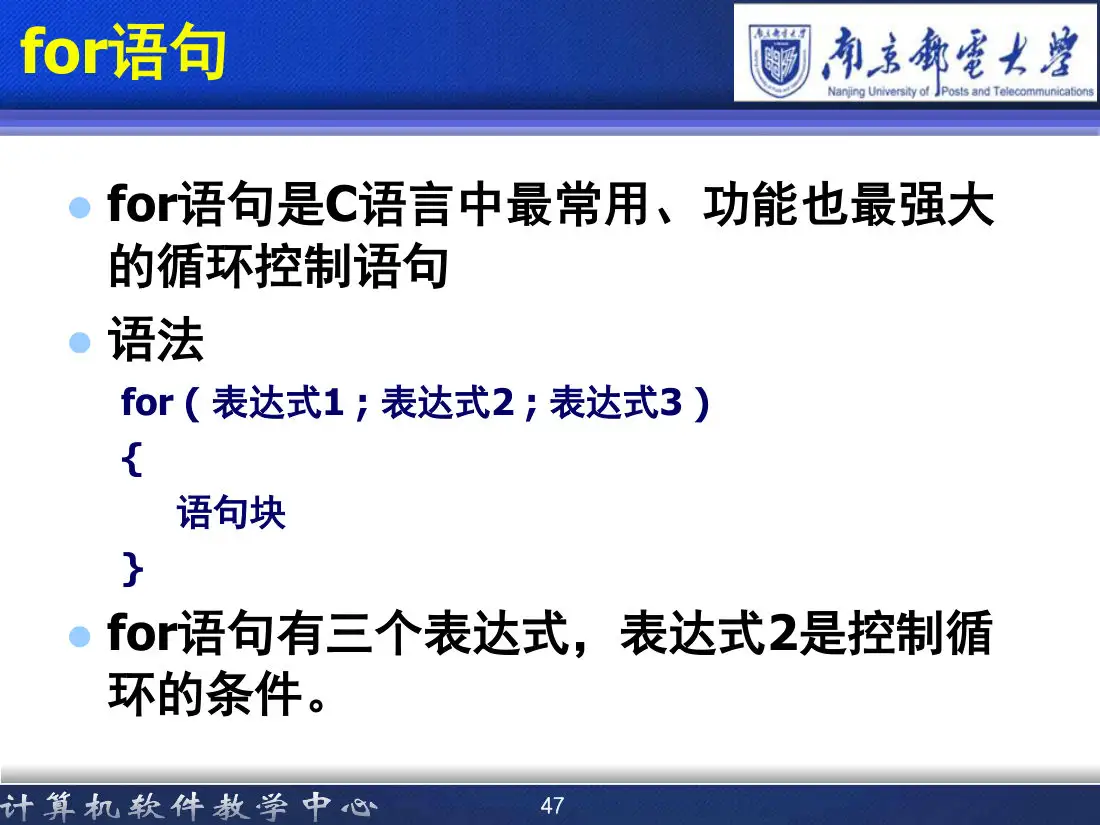 for语句
南京邮电大学
Nanjing University of Posts and Telecommunications
for语句是C语言中最常用、功能也最强大
的循环控制语句
语法
for ( 表达式1 ; 表达式2 ; 表达式3 )
{
语句块
}
for语句有三个表达式，表达式2是控制循
环的条件。
计算机软件教学中心
47